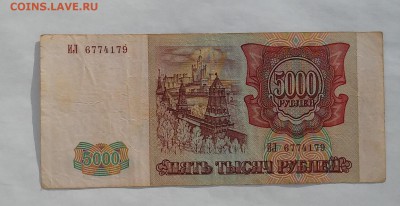 COINS.LAVE.RU
ИЛ 6774179
5000
РУБЛЕЙ
ИЛ 6774179
5000
ПЯТЬ ТЫСЯЧ РУБЛЕЙ